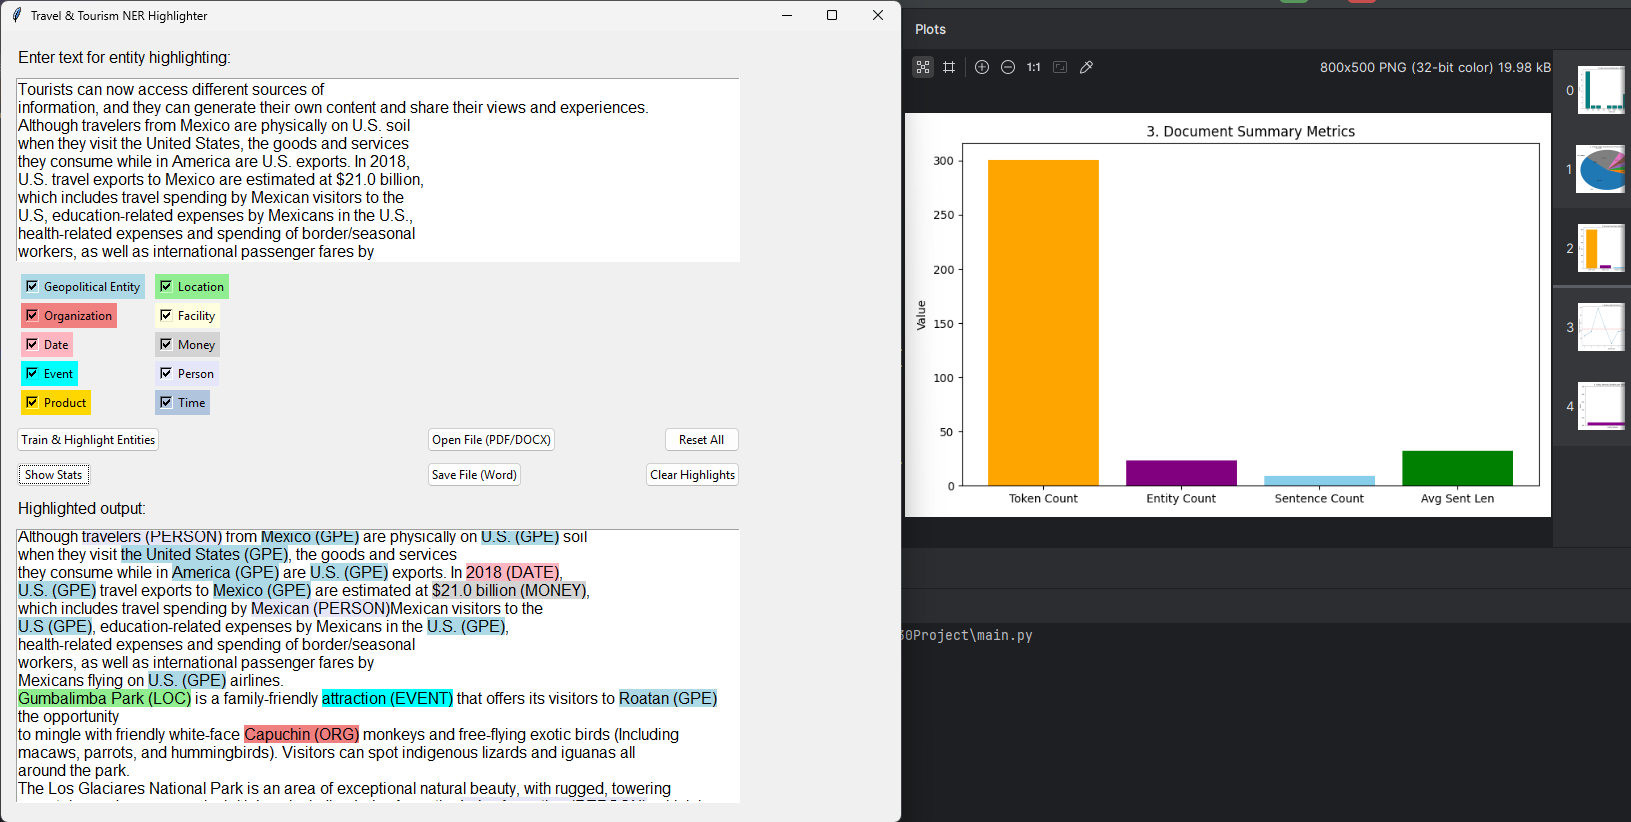 Travel & Tourism NER Highlighter
Enter text for entity highlighting:
Tourists can now access different sources of
information, and they can generate their own content and share their views and experiences.
Although travelers from Mexico are physically on U.S. soil
when they visit the United States, the goods and services
they consume while in America are U.S. exports. In 2018,
U.S. travel exports to Mexico are estimated at $21.0 billion,
which includes travel spending by Mexican visitors to the
U.S, education-related expenses by Mexicans in the U.S.,
health-related expenses and spending of border/seasonal
workers, as well as international passenger fares by
Geopolitical Entity Location
Organization Facility
Date Money
Event Person
Product Time
Train & Highlight Entities Open File (PDF/DOCX) Reset All
Show Stats Save File (Word) Clear Highlights
Highlighted output:
Although travelers (PERSON) from Mexico (GPE) are physically on U.S. (GPE) soil
when they visit the United States (GPE), the goods and services
they consume while in America (GPE) are U.S. (GPE) exports. In 2018 (DATE),
U.S. (GPE) travel exports to Mexico (GPE) are estimated at $21.0 billion (MONEY),
which includes travel spending by Mexican (PERSON)Mexican visitors to the
U.S (GPE), education-related expenses by Mexicans in the U.S. (GPE),
health-related expenses and spending of border/seasonal
workers, as well as international passenger fares by
Mexicans flying on U.S. (GPE) airlines.
Gumbalimba Park (LOC) is a family-friendly attraction (EVENT) that offers its visitors to Roatan (GPE)
the opportunity
to mingle with friendly white-face Capuchin (ORG) monkeys and free-flying exotic birds (Including
macaws, parrots, and hummingbirds). Visitors can spot indigenous lizards and iguanas all
around the park.
The Los Glaciares National Park is an area of exceptional natural beauty, with rugged, towering
Plots
1:1
800x500 PNG (32-bit color) 19.98 kB
3. Document Summary Metrics
Value
300
250
200
150
100
50
0
Token Count Entity Count Sentence Count Avg Sent Len
0
1
2
3
4
30Project\main.py